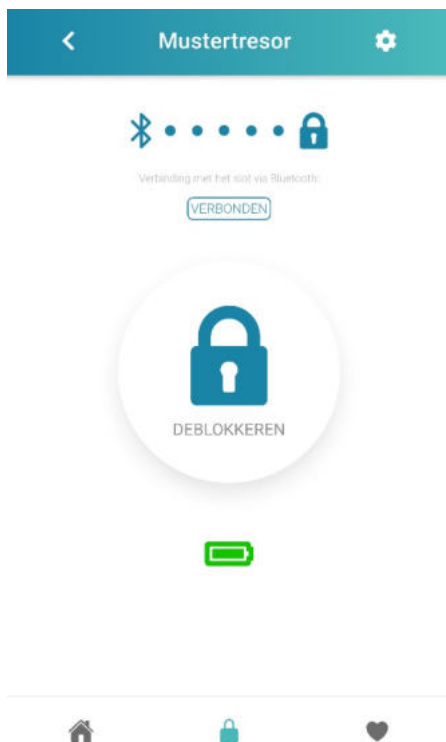 Mustertresor
Verbinding met het slot via Bluetooth:
VERBONDEN
DEBLOKKEREN